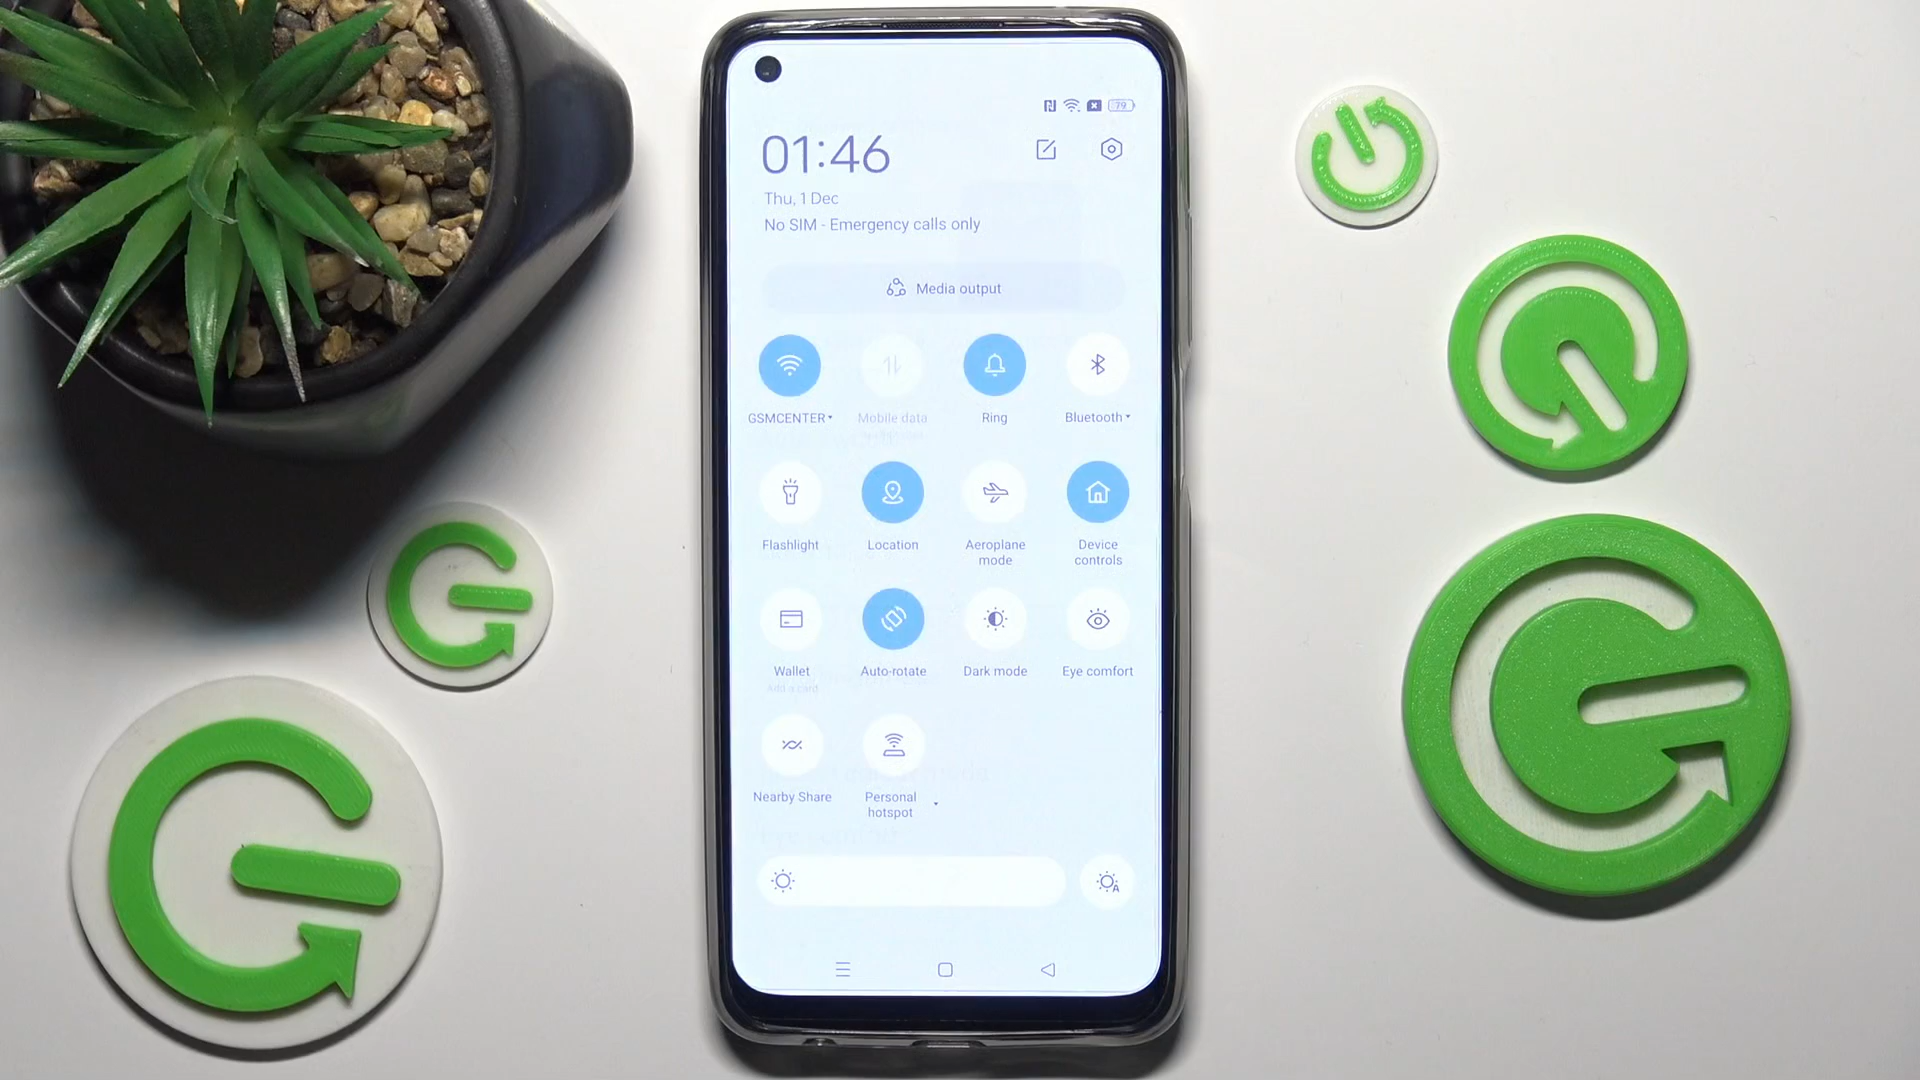 79
01:46
Thu, 1 Dec
No SIM - Emergency calls only
Media output
GSMCENTER
Mobile data
Ring
Bluetooth
Flashlight
Location
Aeroplane
mode
Device
controls
Wallet
Add a card
Auto-rotate
Dark mode
Eye comfort
Nearby Share
Personal
hotspot